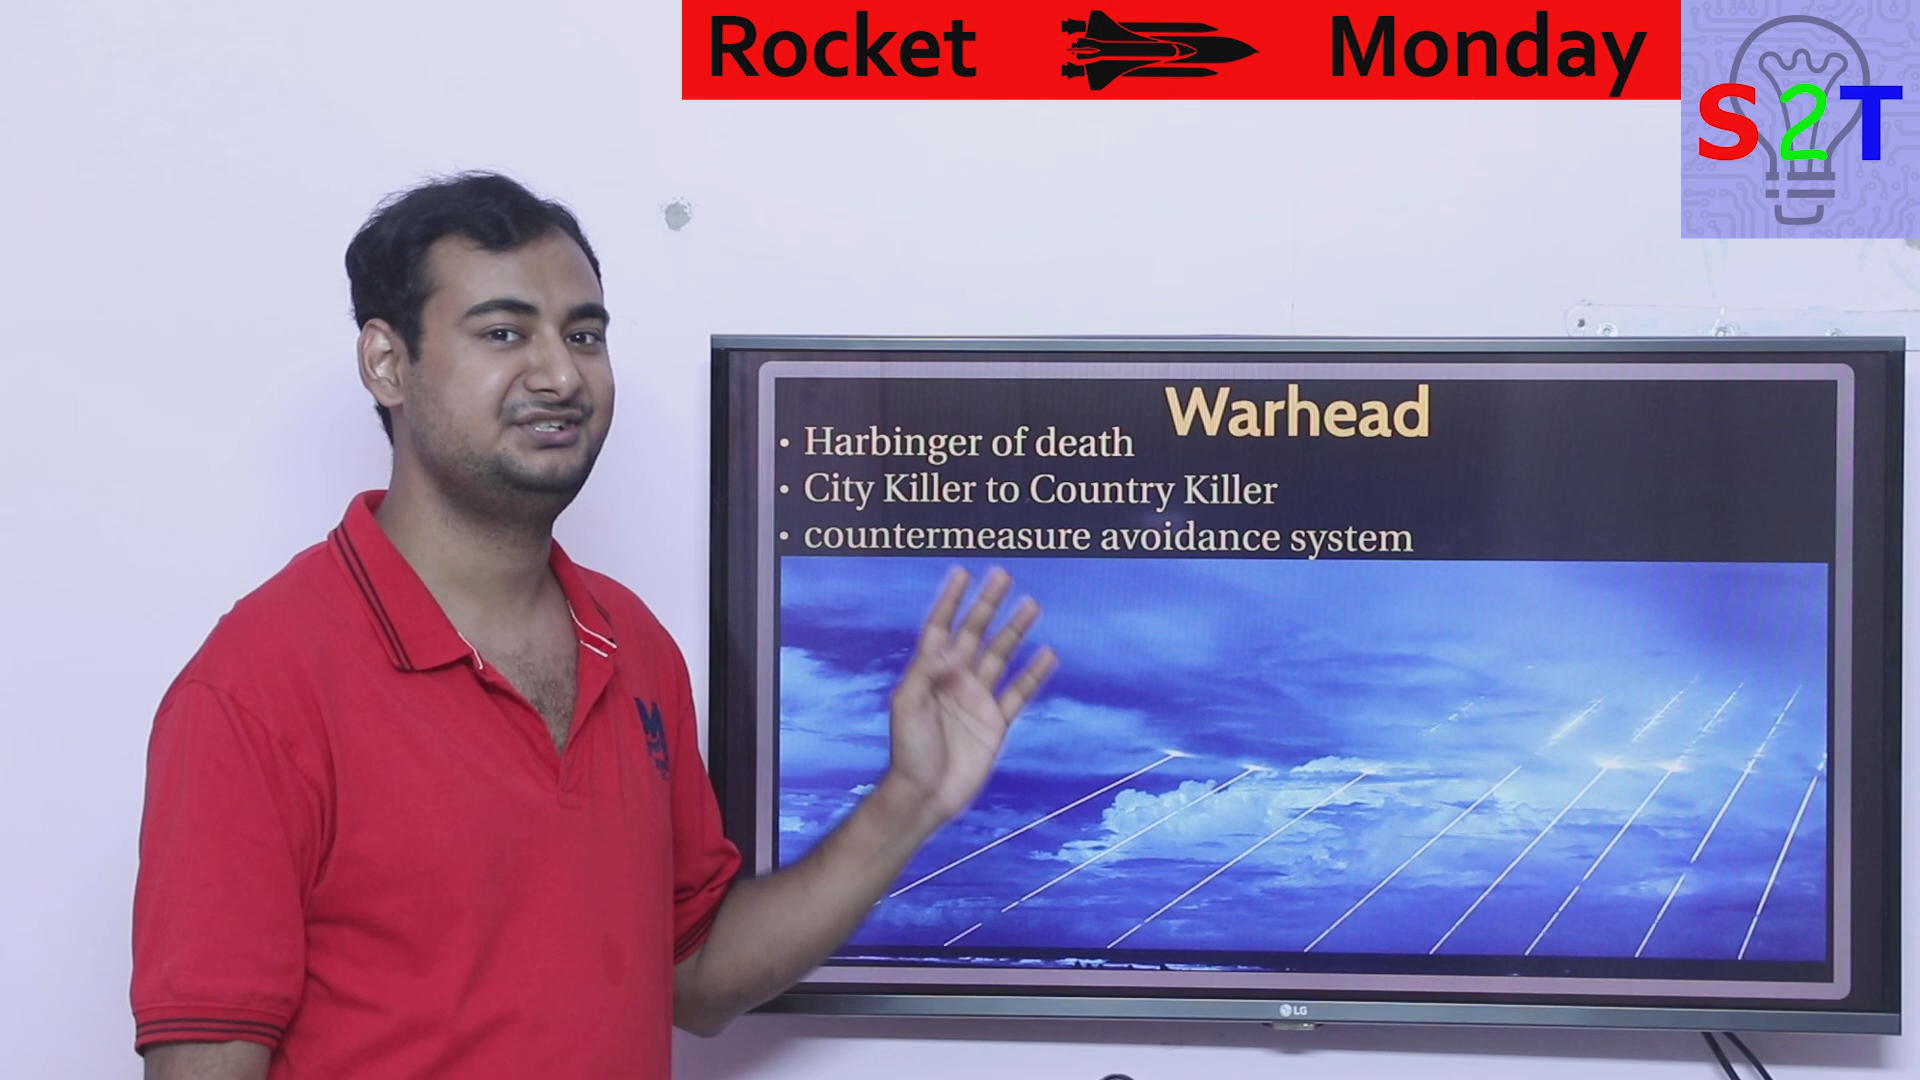 Rocket Monday
S2T
Warhead
• Harbinger of death
• City Killer to Country Killer
• countermeasure avoidance system
M
LG